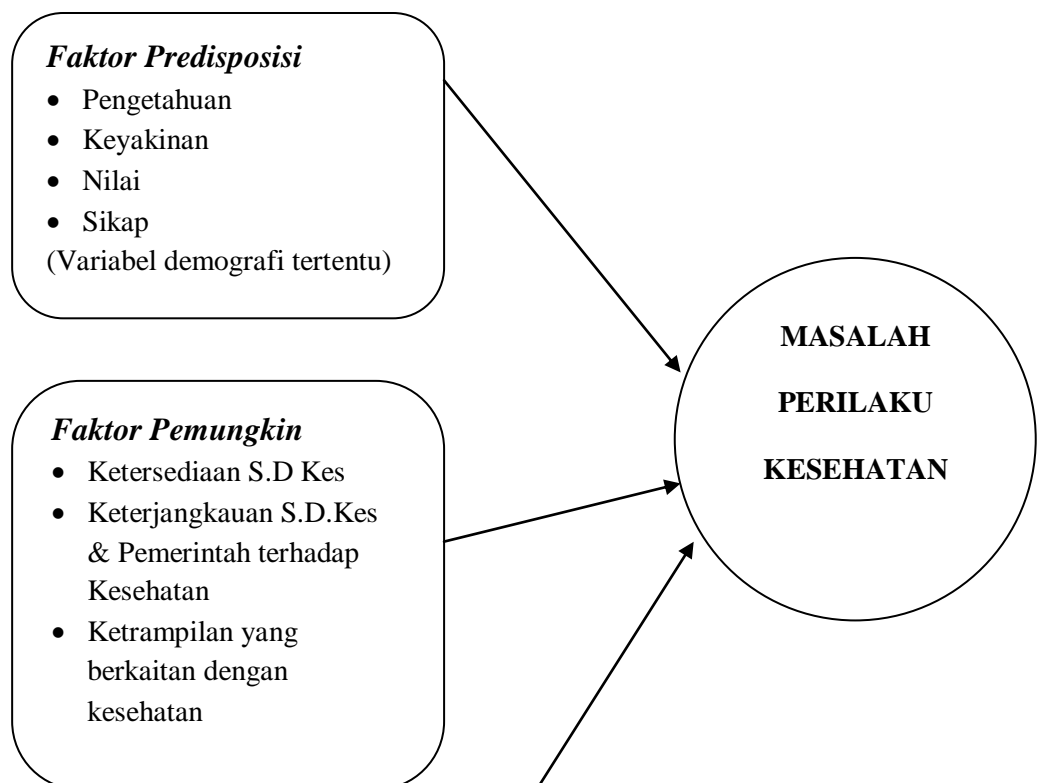 Faktor Predisposisi
• Pengetahuan
• Keyakinan
• Nilai
• Sikap
(Variabel demografi tertentu)
Faktor Pemungkin
• Ketersediaan S.D Kes
• Keterjangkauan S.D.Kes
& Pemerintah terhadap
Kesehatan
• Ketrampilan yang
berkaitan dengan
kesehatan
MASALAH
PERILAKU
KESEHATAN